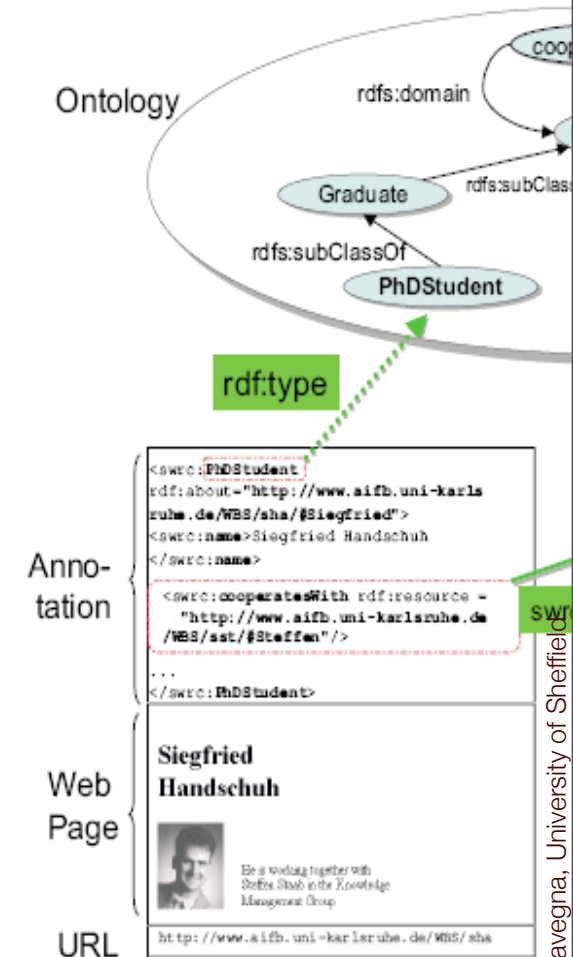 Ontology
rdfs:domain
Graduate
rdfs:subClassOf
PhDStudent
rdf:type
Anno-
tation
<swrc:PhDStudent
rdf:about="http://www.aifb.uni-karls
ruhe.de/WBS/sha/#Siegfried">
<swrc:name>Siegfried Handschuh
</swrc:name>
<swrc:cooperatesWith rdf:resource =
"http://www.aifb.uni-karlsruhe.de
/WBS/sst/#Steffen"/>
...
</swrc:PhDStudent>
Web
Page
Siegfried
Handschuh
He is working together with
Steffen Staab in the Knowledge
Management Group
URL
http://www.aifb.uni-karlsruhe.de/WBS/sha
avegna, University of Sheffield